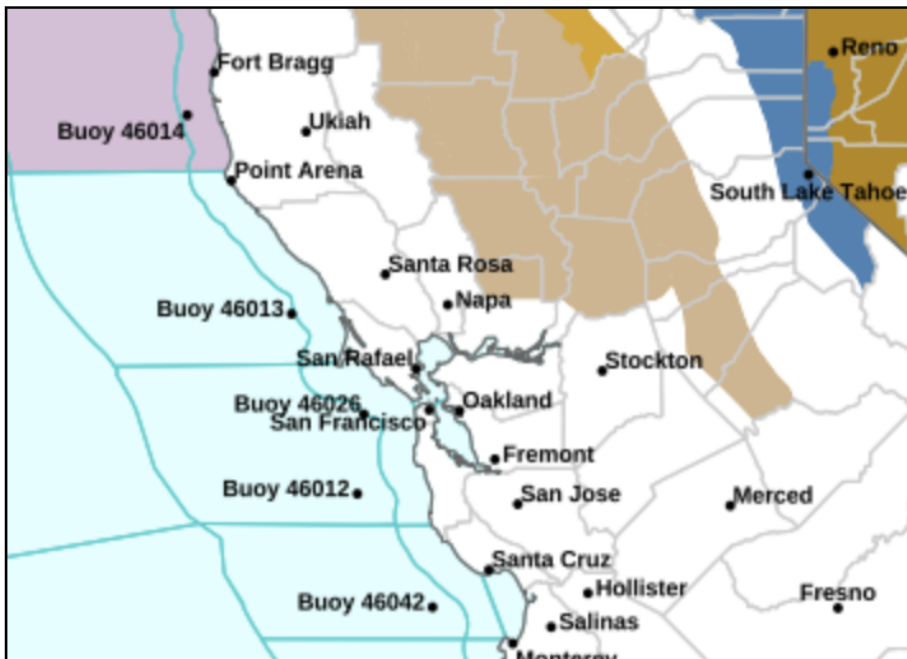 Reno
Fort Bragg
Ukiah
Buoy 46014
Point Arena
South Lake Tahoe
Santa Rosa
Napa
Buoy 46013
San Rafael
Stockton
Buoy 46026
Oakland
San Francisco
Fremont
Buoy 46012
San Jose
Merced
Santa Cruz
Hollister
Fresno
Buoy 46042
Salinas
Monterey